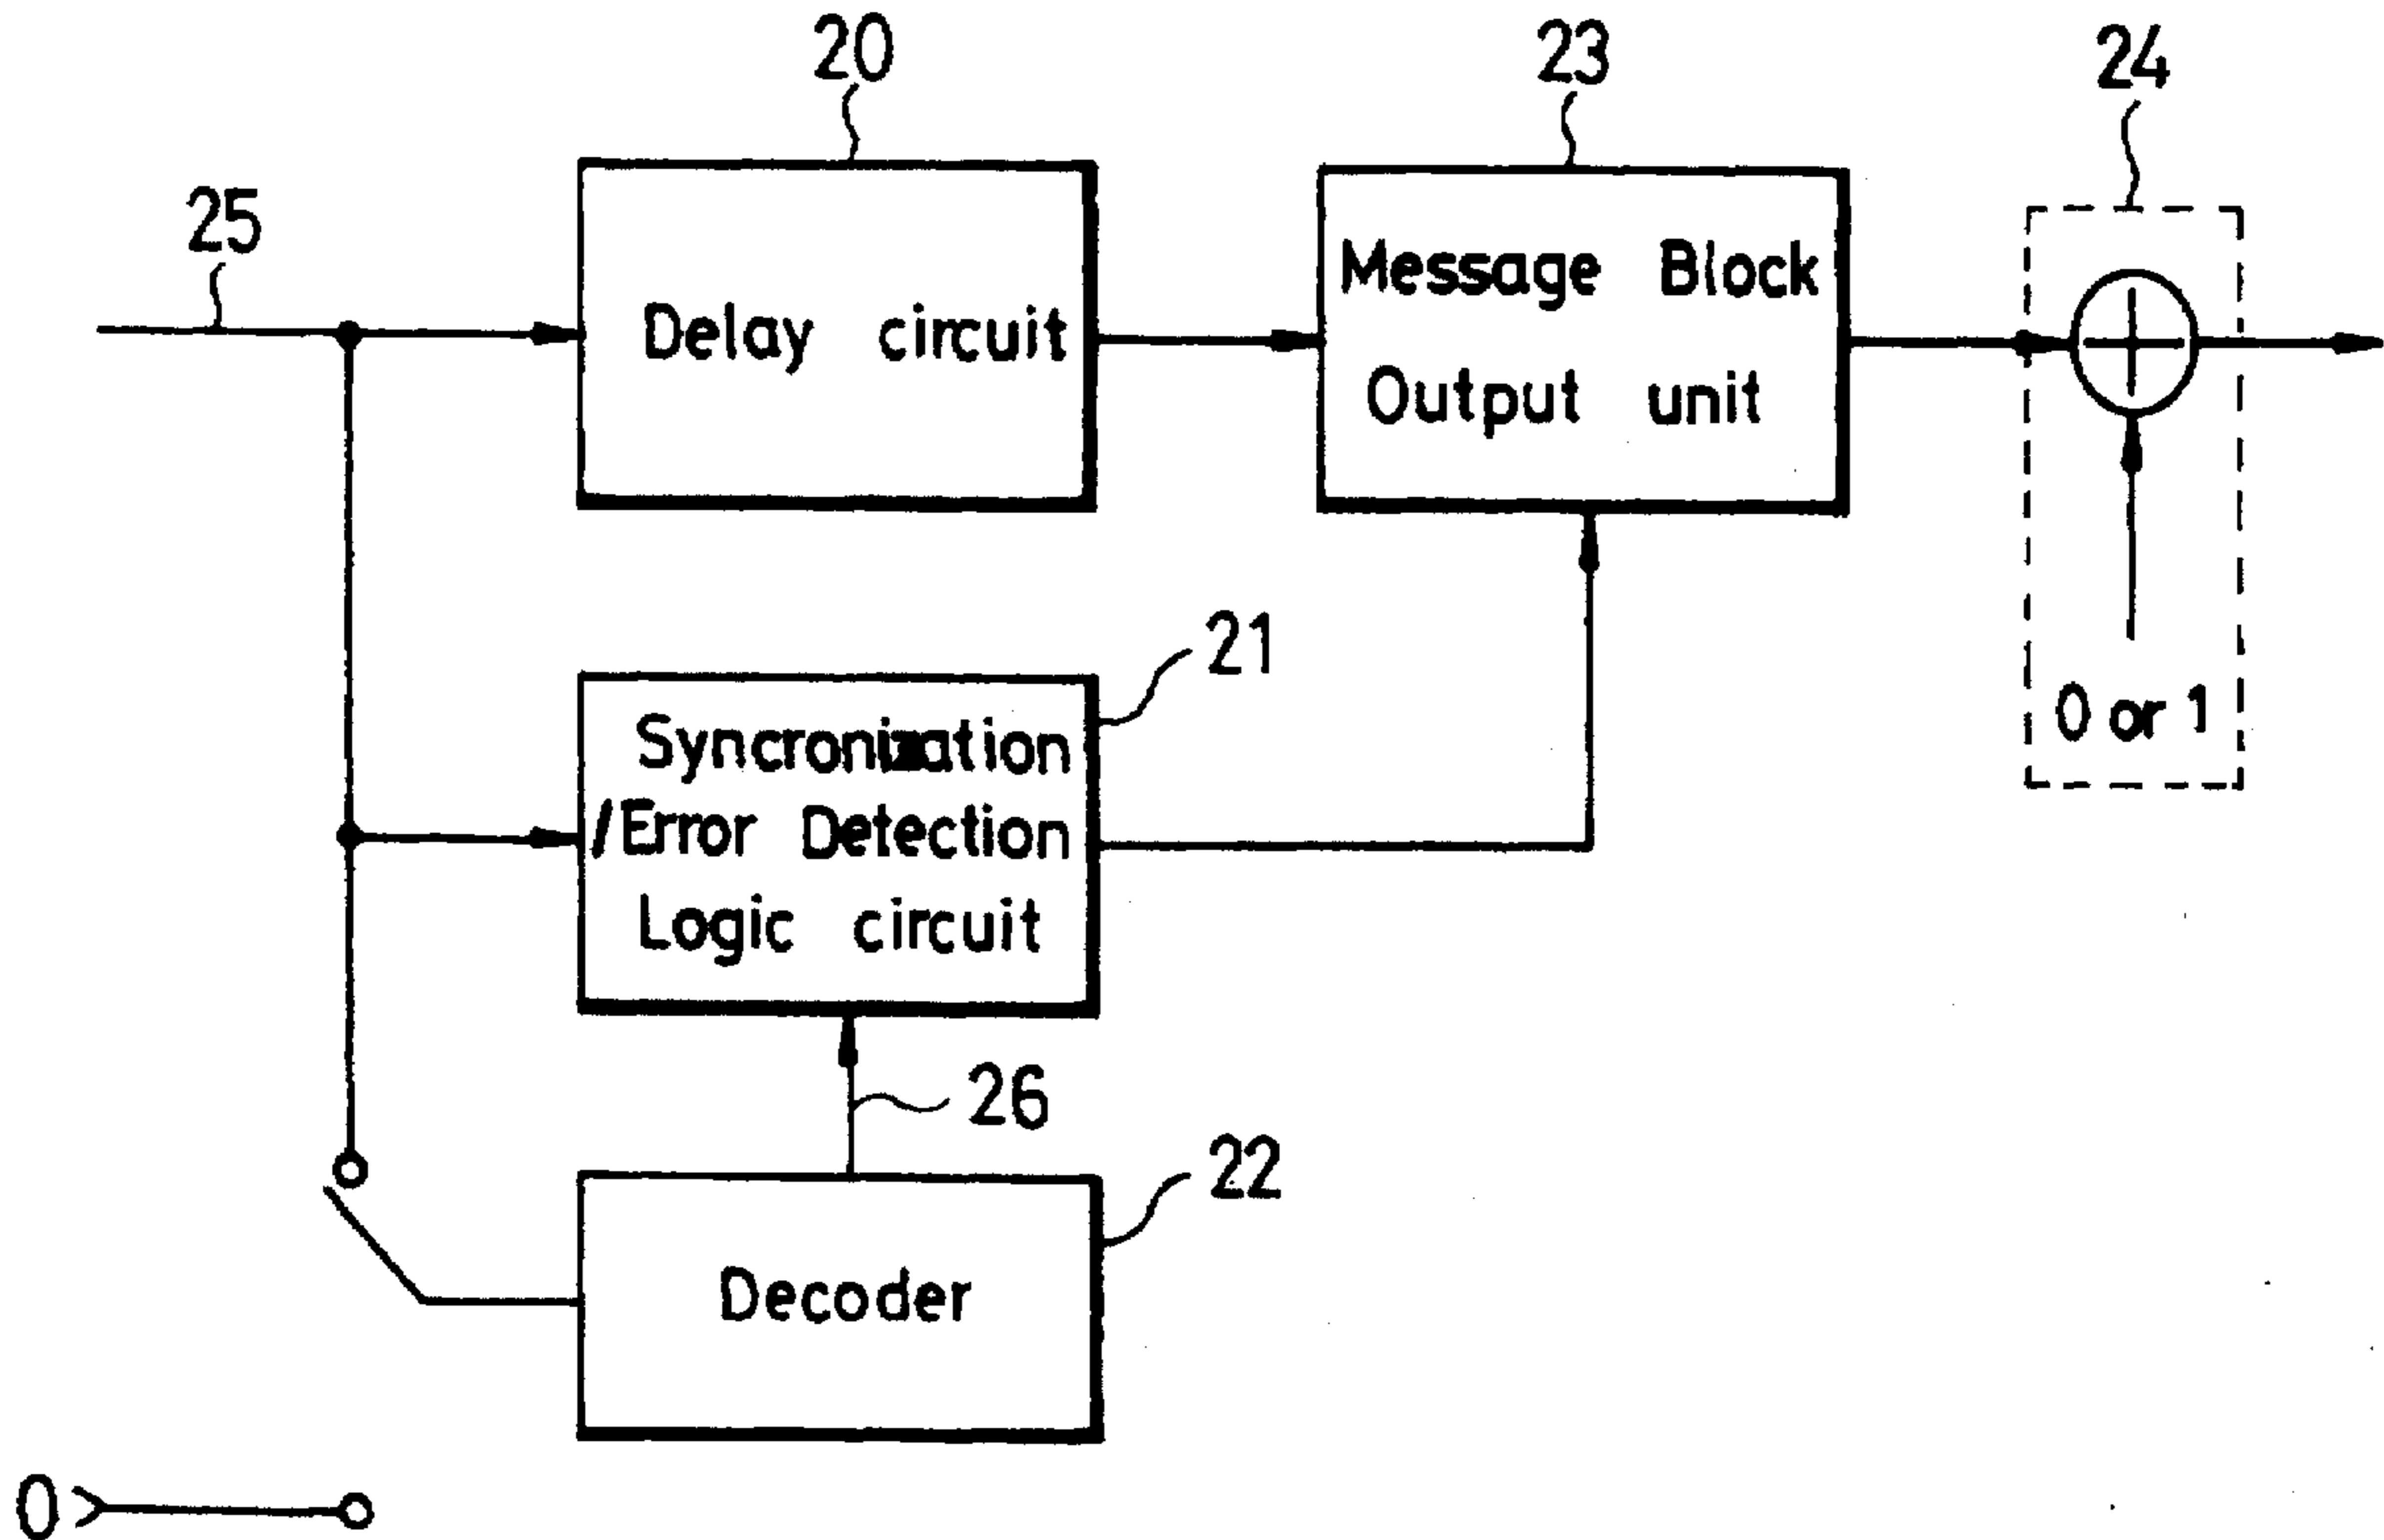 20
23
24
25
Delay circuit
Message Block
Output unit
21
Syncronization
/Error Detection
Logic circuit
0 or 1
26
22
Decoder
0